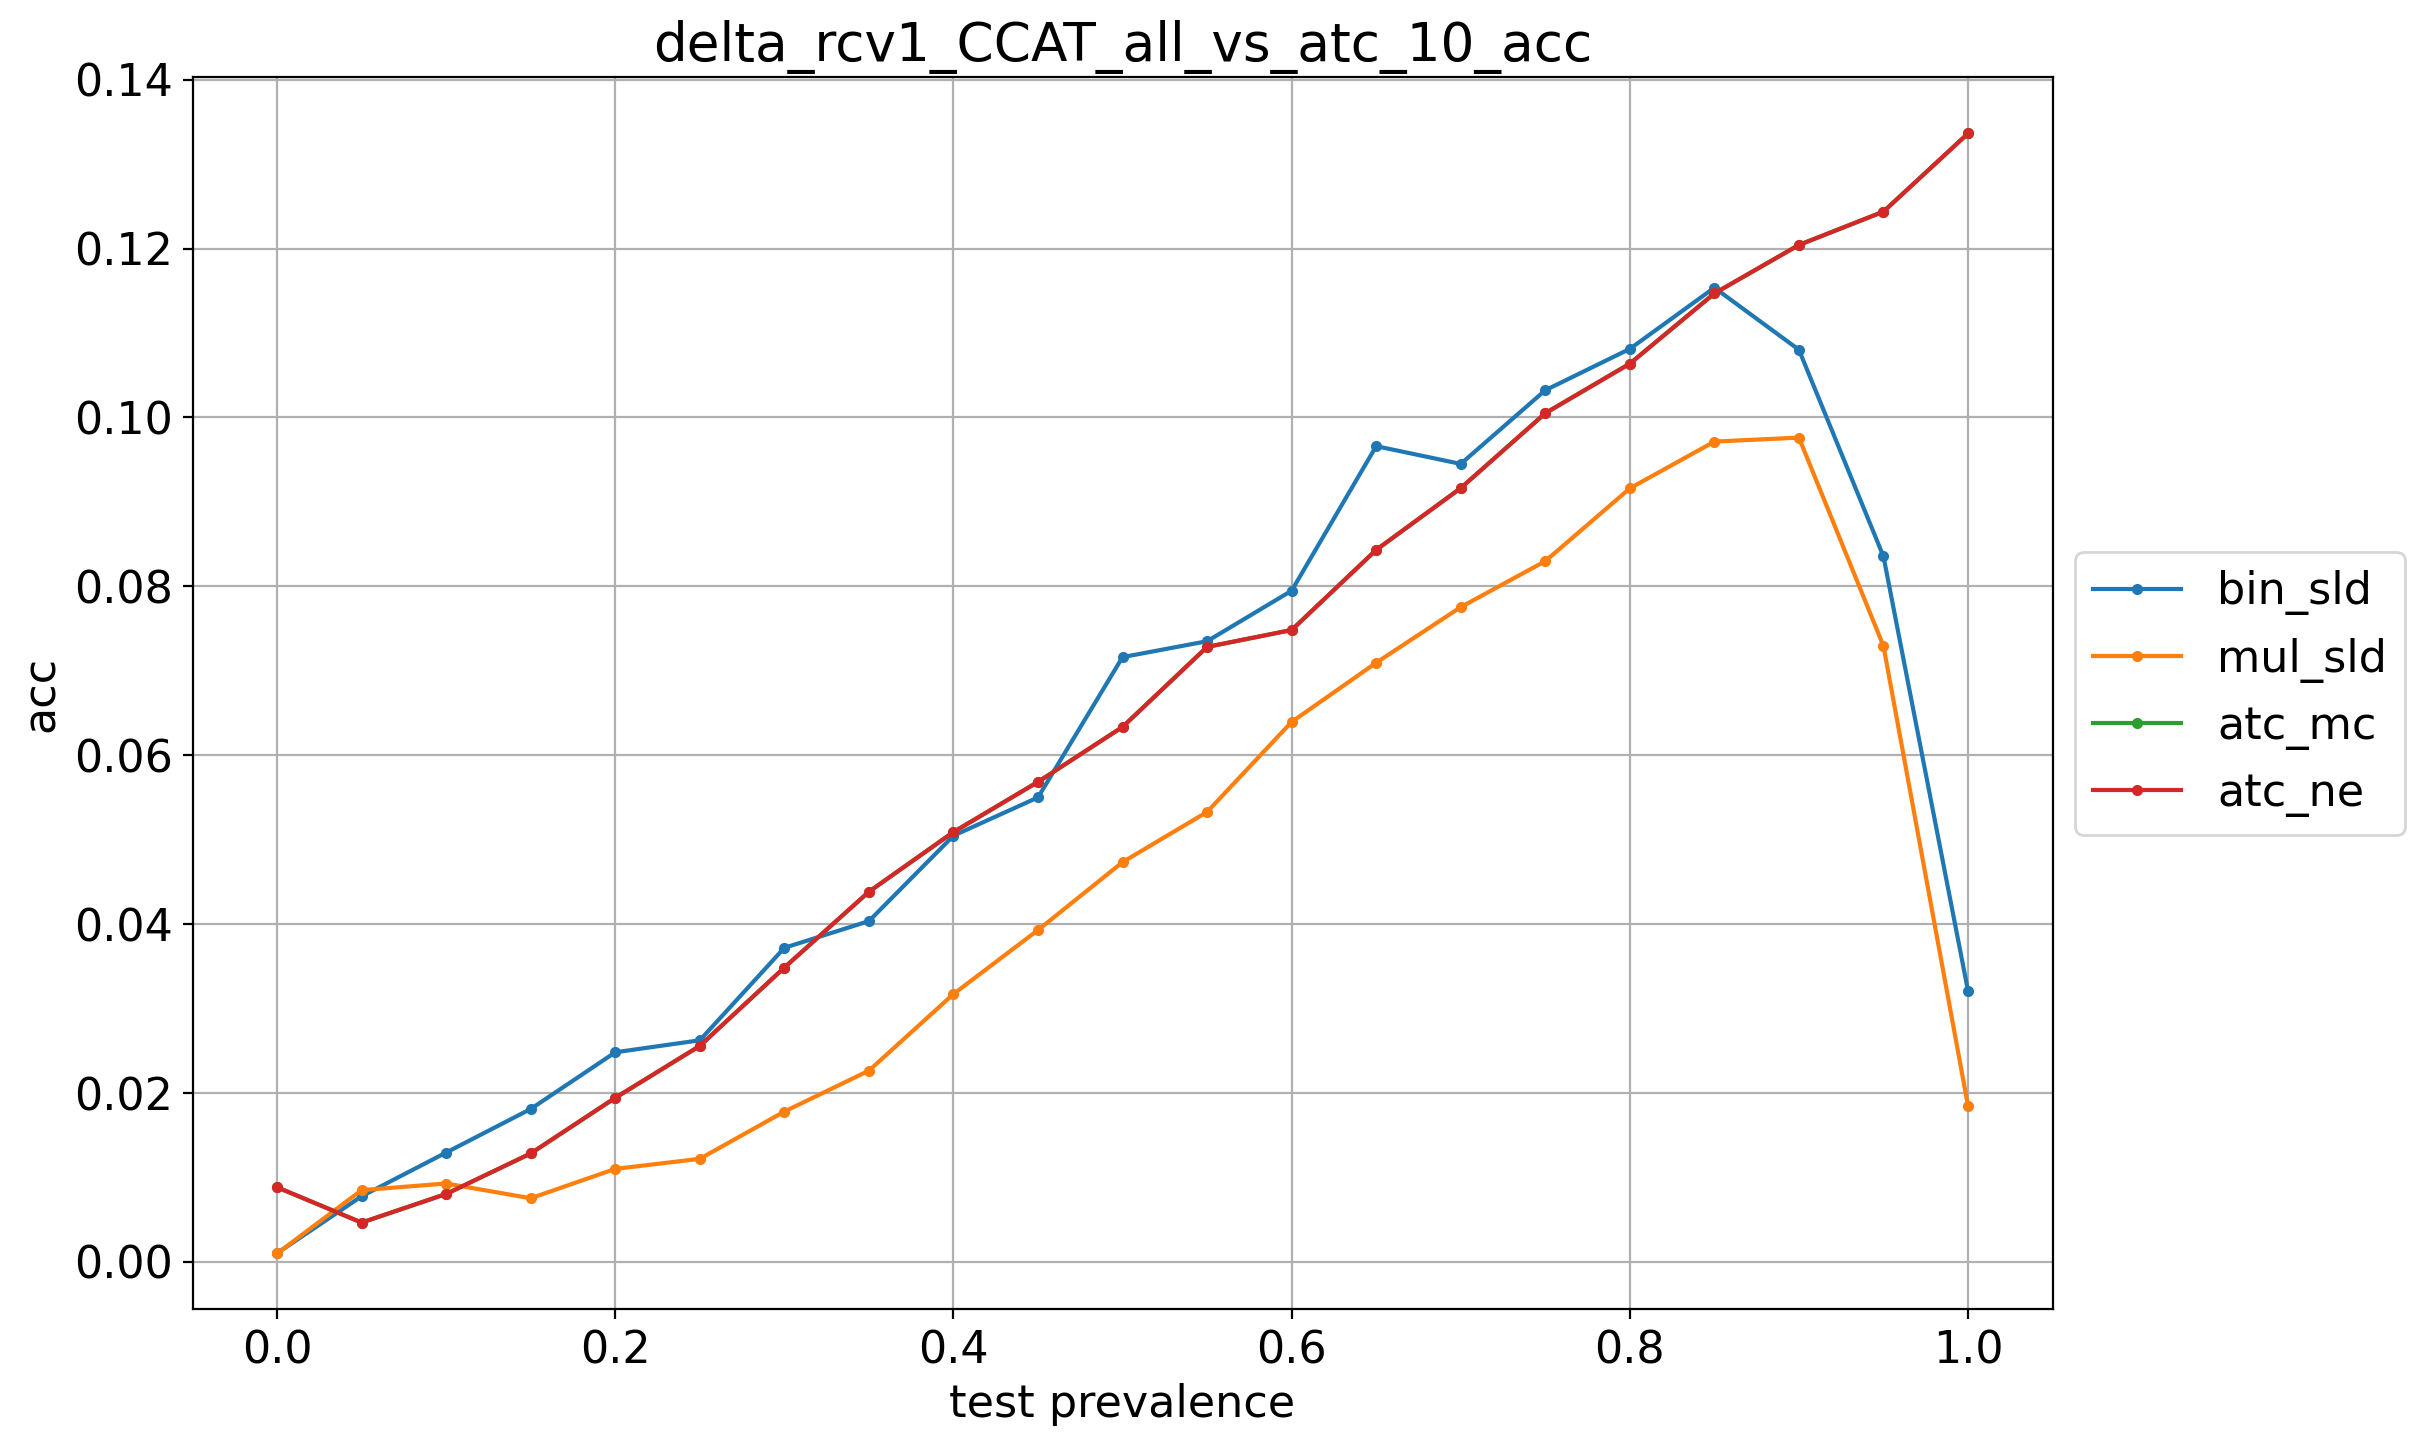 delta_rcv1_CCAT_all_vs_atc_10_acc
0.14
0.12
0.10
0.08
0.06
0.04
0.02
0.00
acc
0.0 0.2 0.4 0.6 0.8 1.0
test prevalence
bin_sld
mul_sld
atc_mc
atc_ne